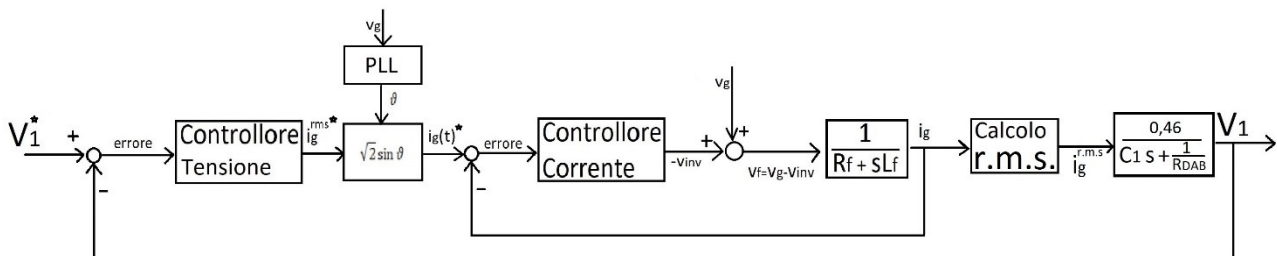 vg
PLL
ϑ
V1* + errore
−
Controllore
Tensione
ig^rms*
√2 sin ϑ
ig(t)*
errore
−
Controllore
Corrente
+
-vinv
vg
+
Vf=Vg-Vinv
1
Rf + sLf
ig
Calcolo
r.m.s.
ig^r.m.s
0,46
C1 s + 1/RDAB
V1